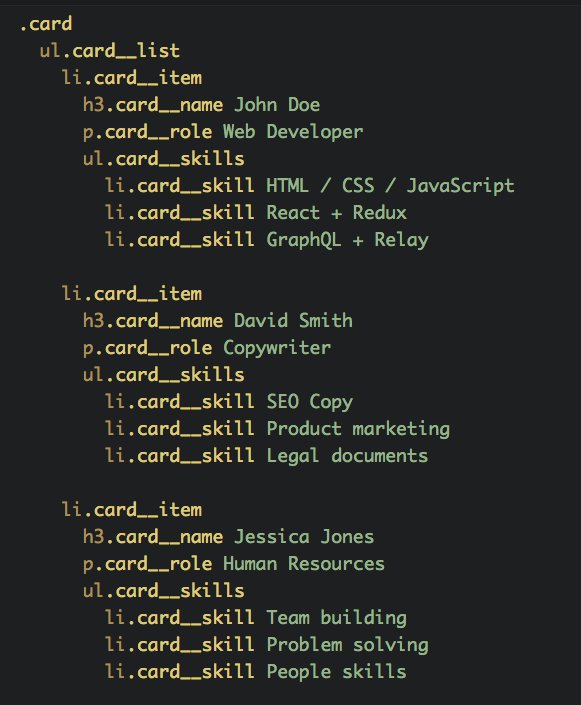 .card
ul.card__list
li.card__item
h3.card__name John Doe
p.card__role Web Developer
ul.card__skills
li.card__skill HTML / CSS / JavaScript
li.card__skill React + Redux
li.card__skill GraphQL + Relay
li.card__item
h3.card__name David Smith
p.card__role Copywriter
ul.card__skills
li.card__skill SEO Copy
li.card__skill Product marketing
li.card__skill Legal documents
li.card__item
h3.card__name Jessica Jones
p.card__role Human Resources
ul.card__skills
li.card__skill Team building
li.card__skill Problem solving
li.card__skill People skills